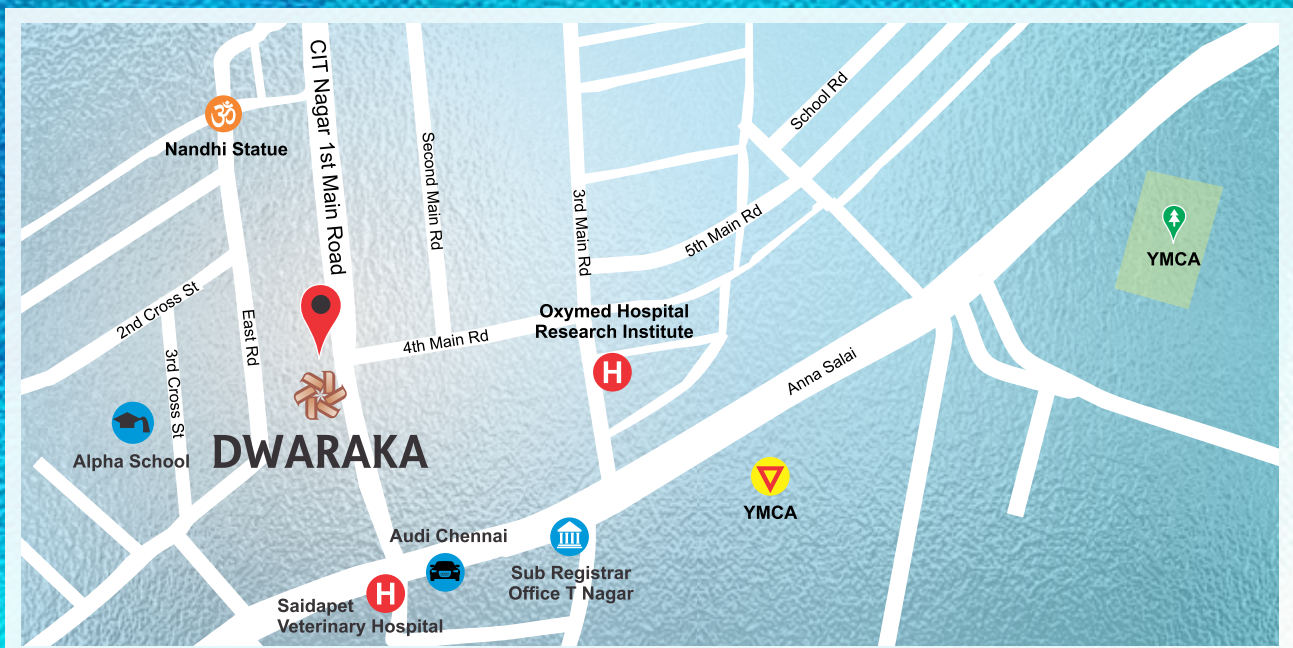 CIT Nagar 1st Main Road
School Rd
Nandhi Statue
Second Main Rd
3rd Main Rd
5th Main Rd
YMCA
2nd Cross St
East Rd
4th Main Rd
Oxymed Hospital
Research Institute
H
3rd Cross St
Anna Salai
Alpha School
DWARAKA
YMCA
Audi Chennai
Sub Registrar
Office T Nagar
H
Saidapet
Veterinary Hospital
ॐ